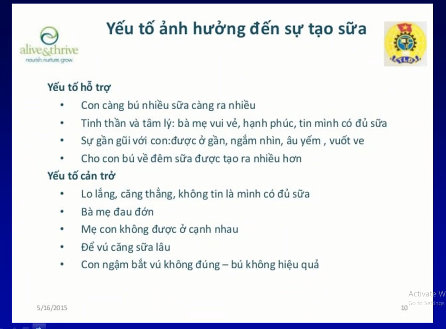 Yếu tố ảnh hưởng đến sự tạo sữa
alive&thrive
nourish. nurture. grow.
Yếu tố hỗ trợ
• Con càng bú nhiều sữa càng ra nhiều
• Tinh thần và tâm lý: bà mẹ vui vẻ, hạnh phúc, tin mình có đủ sữa
• Sự gần gũi với con:được ở gần, ngắm nhìn, âu yếm , vuốt ve
• Cho con bú về đêm sữa được tạo ra nhiều hơn
Yếu tố cản trở
• Lo lắng, căng thẳng, không tin là mình có đủ sữa
• Bà mẹ đau đớn
• Mẹ con không được ở cạnh nhau
• Để vú căng sữa lâu
• Con ngậm bắt vú không đúng – bú không hiệu quả
Activate W
5/16/2015
10